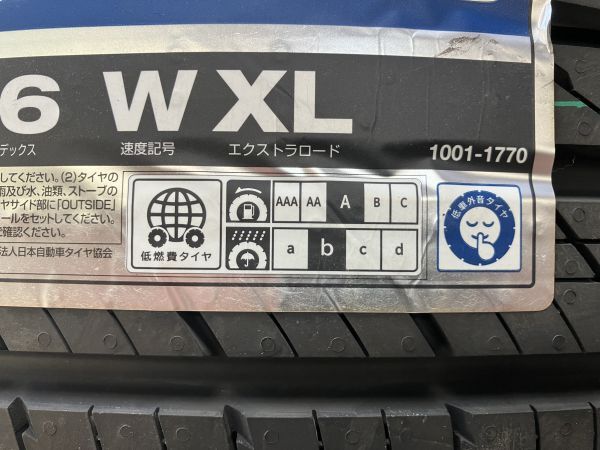 6 W XL
デックス 速度記号 エクストラロード 1001-1770
してください。(2)タイヤの
雨及び水、油類、ストーブの
ヤサイド部に「OUTSIDE」
ールをセットしてください。
ご確認ください。
法人日本自動車タイヤ協会
低燃費タイヤ
AAA AA A B C
a b c d
低車外音タイヤ